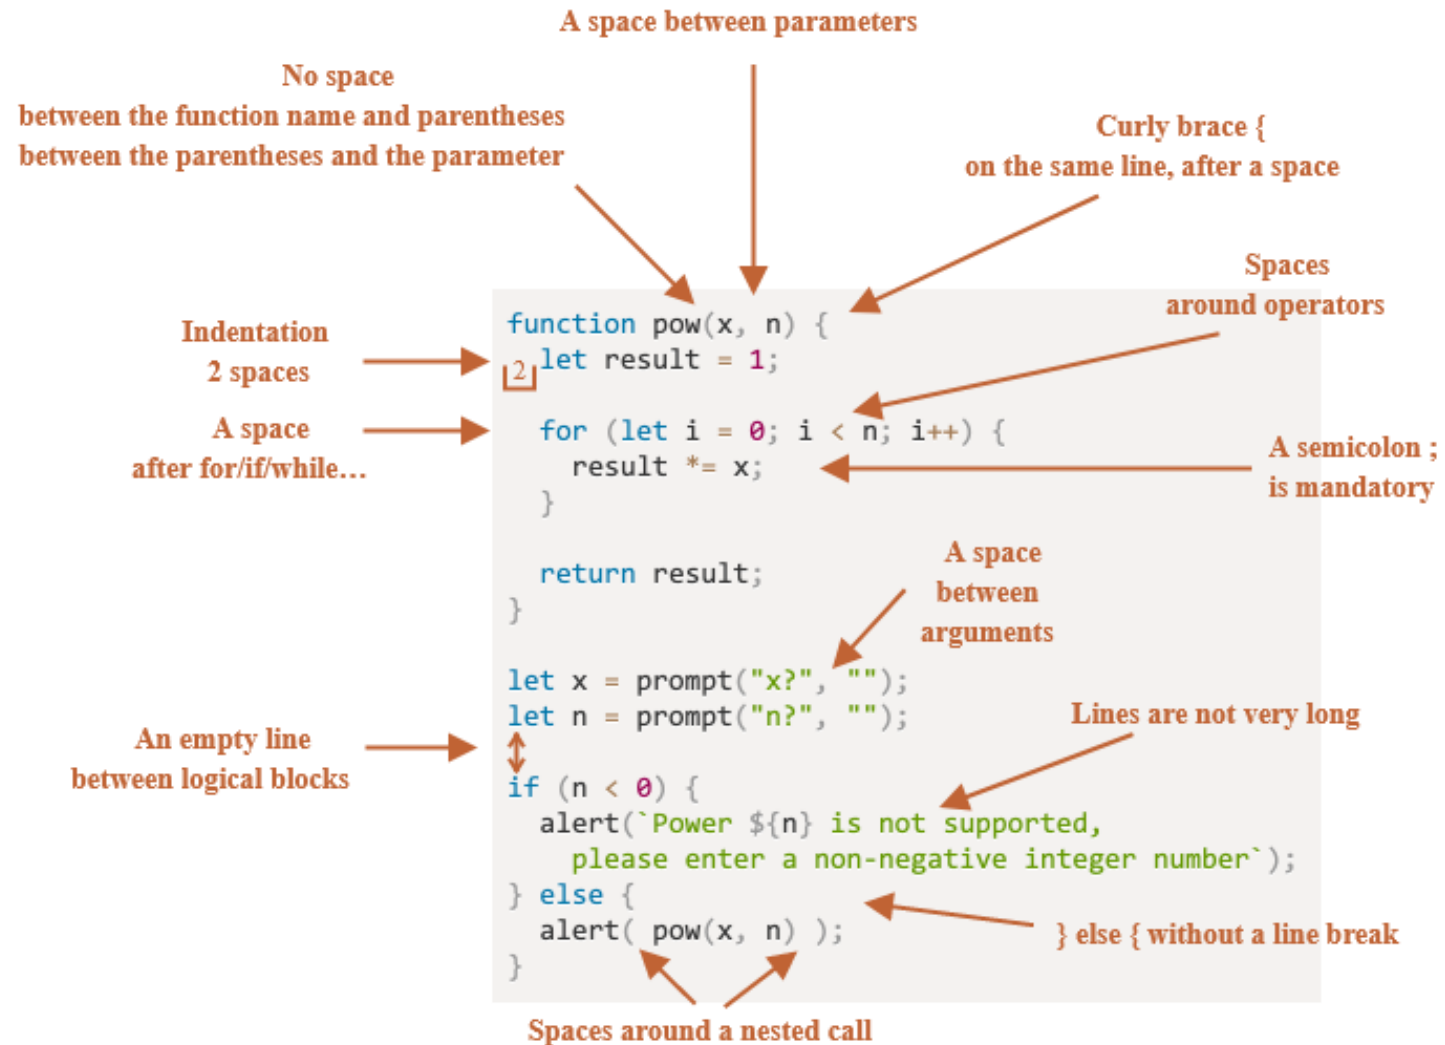 A space between parameters
No space
between the function name and parentheses
between the parentheses and the parameter
Curly brace {
on the same line, after a space
Spaces
around operators
Indentation
2 spaces
A space
after for/if/while…
function pow(x, n) {
2
  let result = 1;

  for (let i = 0; i < n; i++) {
    result *= x;
  }

  return result;
}

let x = prompt("x?", "");
let n = prompt("n?", "");

if (n < 0) {
  alert(`Power ${n} is not supported,
    please enter a non-negative integer number`);
} else {
  alert( pow(x, n) );
}
A semicolon ;
is mandatory
A space
between
arguments
An empty line
between logical blocks
Lines are not very long
} else { without a line break
Spaces around a nested call